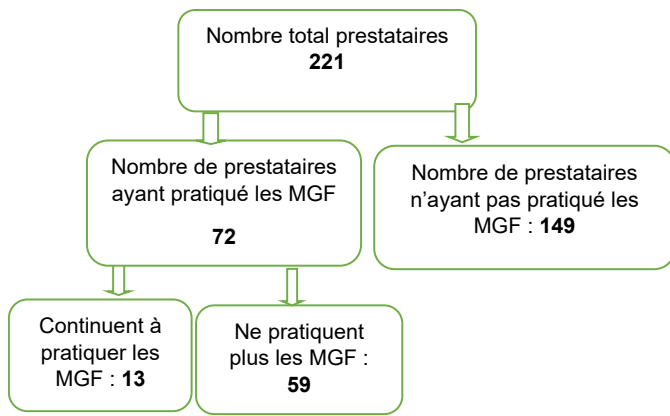 Nombre total prestataires
221
Nombre de prestataires
ayant pratiqué les MGF
72
Nombre de prestataires
n’ayant pas pratiqué les
MGF : 149
Continuent à
pratiquer les
MGF : 13
Ne pratiquent
plus les MGF :
59